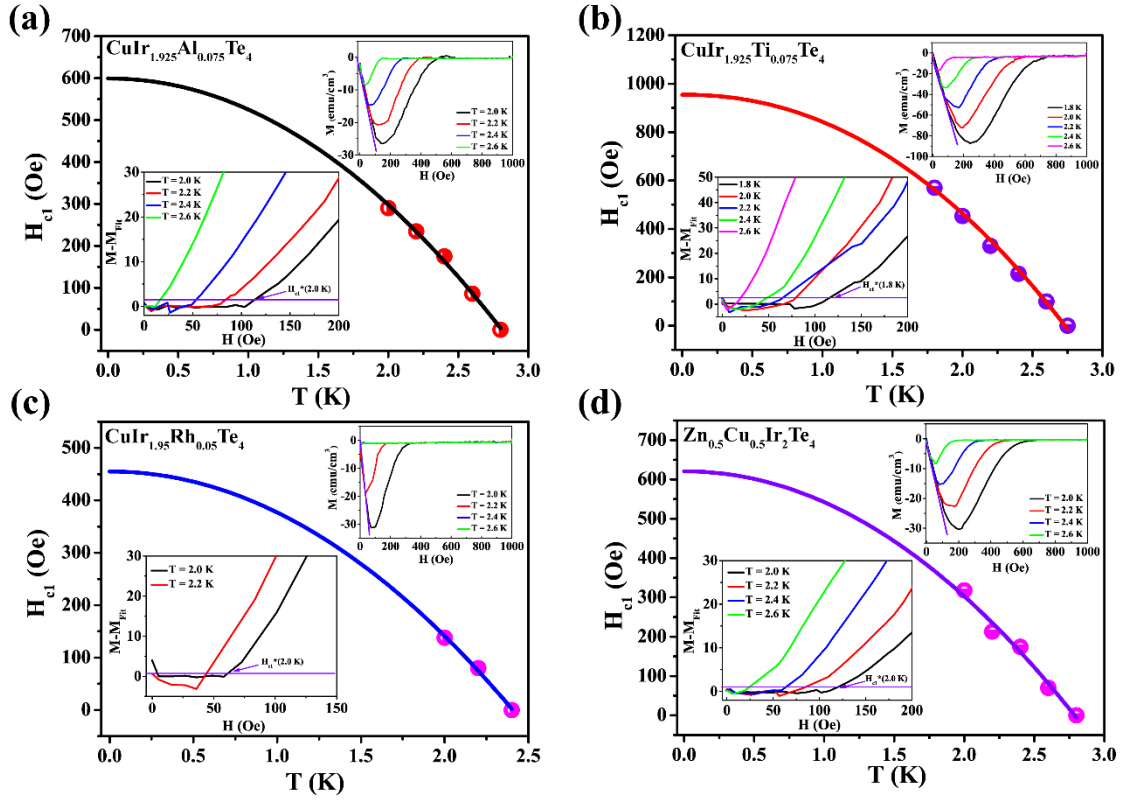 (a)
CuIr1.925Al0.075Te4
Hc1 (Oe)
700
600
500
400
300
200
100
0
0.0 0.5 1.0 1.5 2.0 2.5 3.0
T (K)
M (emu/cm3)
0
-10
-20
-30
0 200 400 600 800 1000
H (Oe)
T = 2.0 K
T = 2.2 K
T = 2.4 K
T = 2.6 K
M-MFit
30
20
10
0
0 25 50 75 100 125 150 175 200
H (Oe)
T = 2.0 K
T = 2.2 K
T = 2.4 K
T = 2.6 K
Hc1*(2.0 K)
(b)
CuIr1.925Ti0.075Te4
Hc1 (Oe)
1200
1000
800
600
400
200
0
0.0 0.5 1.0 1.5 2.0 2.5 3.0
T (K)
M (emu/cm3)
0
-20
-40
-60
-80
-100
0 200 400 600 800 1000
H (Oe)
1.8 K
2.0 K
2.2 K
2.4 K
2.6 K
M-MFit
50
40
30
20
10
0
0 50 100 150 200
H (Oe)
1.8 K
2.0 K
2.2 K
2.4 K
2.6 K
Hc1*(1.8 K)
(c)
CuIr1.95Rh0.05Te4
Hc1 (Oe)
500
400
300
200
100
0
0.0 0.5 1.0 1.5 2.0 2.5
T (K)
M (emu/cm3)
0
-10
-20
-30
0 200 400 600 800 1000
H (Oe)
T = 2.0 K
T = 2.2 K
T = 2.4 K
T = 2.6 K
M-MFit
30
20
10
0
0 50 100 150
H (Oe)
T = 2.0 K
T = 2.2 K
Hc1*(2.0 K)
(d)
Zn0.5Cu0.5Ir2Te4
Hc1 (Oe)
700
600
500
400
300
200
100
0
0.0 0.5 1.0 1.5 2.0 2.5 3.0
T (K)
M (emu/cm3)
0
-10
-20
-30
0 200 400 600 800 1000
H (Oe)
T = 2.0 K
T = 2.2 K
T = 2.4 K
T = 2.6 K
M-MFit
30
20
10
0
0 50 100 150 200
H (Oe)
T = 2.0 K
T = 2.2 K
T = 2.4 K
T = 2.6 K
Hc1*(2.0 K)